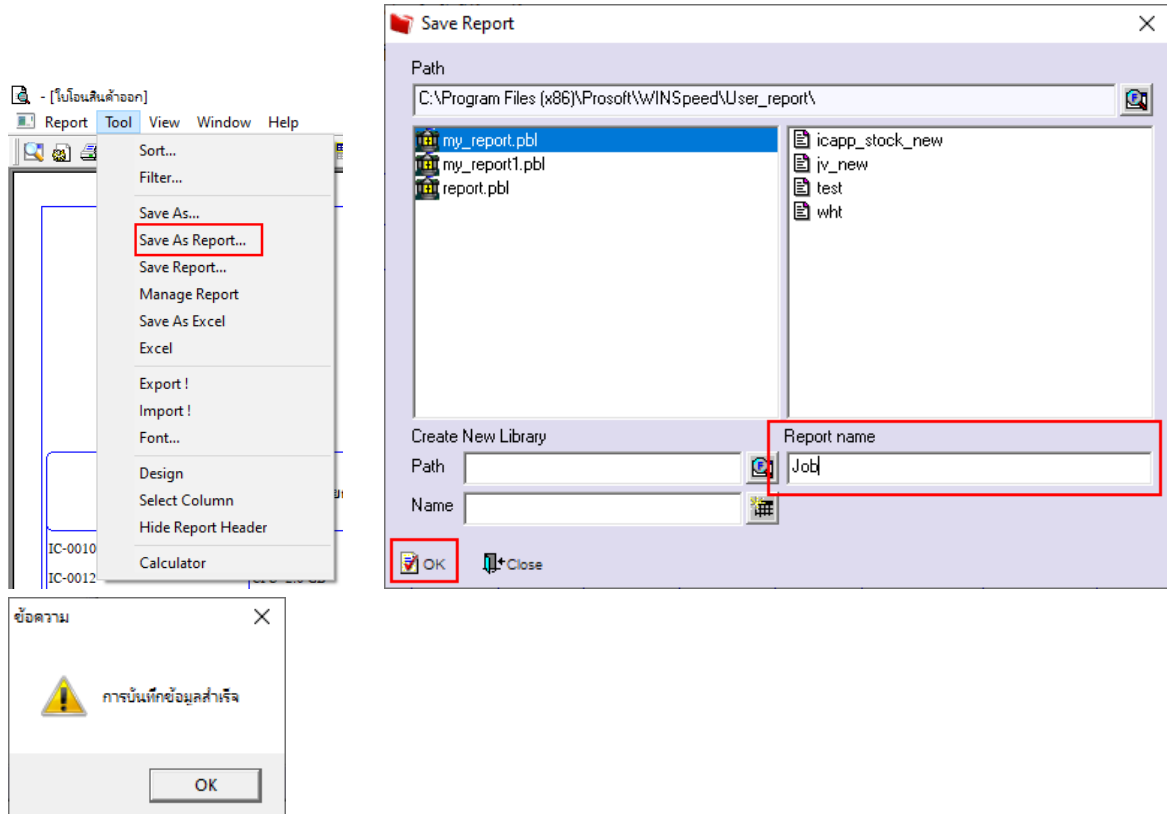 - [ใบโอนสินค้าออก]
Report Tool View Window Help
Sort...
Filter...
Save As...
Save As Report...
Save Report...
Manage Report
Save As Excel
Excel
Export !
Import !
Font...
Design
Select Column
Hide Report Header
Calculator
IC-0010
IC-0012
Save Report
Path
C:\Program Files (x86)\Prosoft\WINSpeed\User_report\
my_report.pbl
my_report1.pbl
report.pbl
icapp_stock_new
jv_new
test
wht
Create New Library
Path
Name
Report name
Job
OK
Close
ข้อความ
การบันทึกข้อมูลสำเร็จ
OK